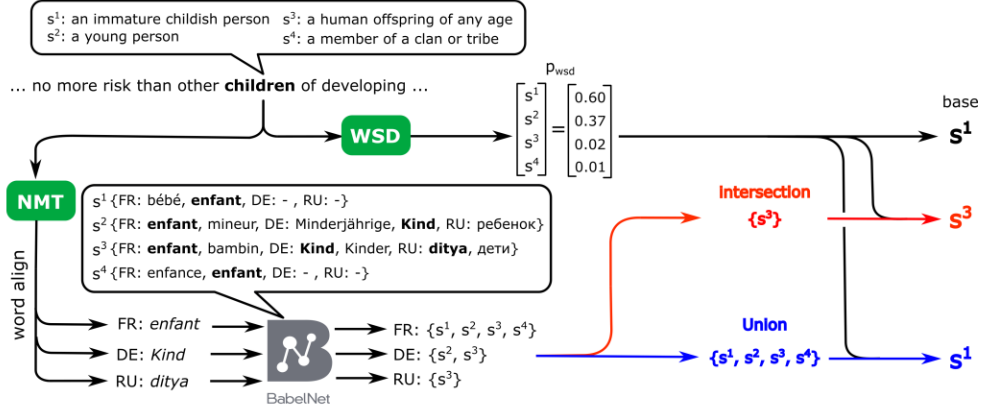 s¹: an immature childish person s³: a human offspring of any age
s²: a young person s⁴: a member of a clan or tribe
... no more risk than other children of developing ...
WSD
p_wsd
s¹ 0.60
s² 0.37
=
s³ 0.02
s⁴ 0.01
base
s¹
NMT
word align
s¹ {FR: bébé, enfant, DE: - , RU: -}
s² {FR: enfant, mineur, DE: Minderjährige, Kind, RU: ребенок}
s³ {FR: enfant, bambin, DE: Kind, Kinder, RU: ditya, дети}
s⁴ {FR: enfance, enfant, DE: - , RU: -}
Intersection
{s³}
s³
FR: enfant
DE: Kind
RU: ditya
BabelNet
FR: {s¹, s², s³, s⁴}
DE: {s², s³}
RU: {s³}
Union
{s¹, s², s³, s⁴}
s¹